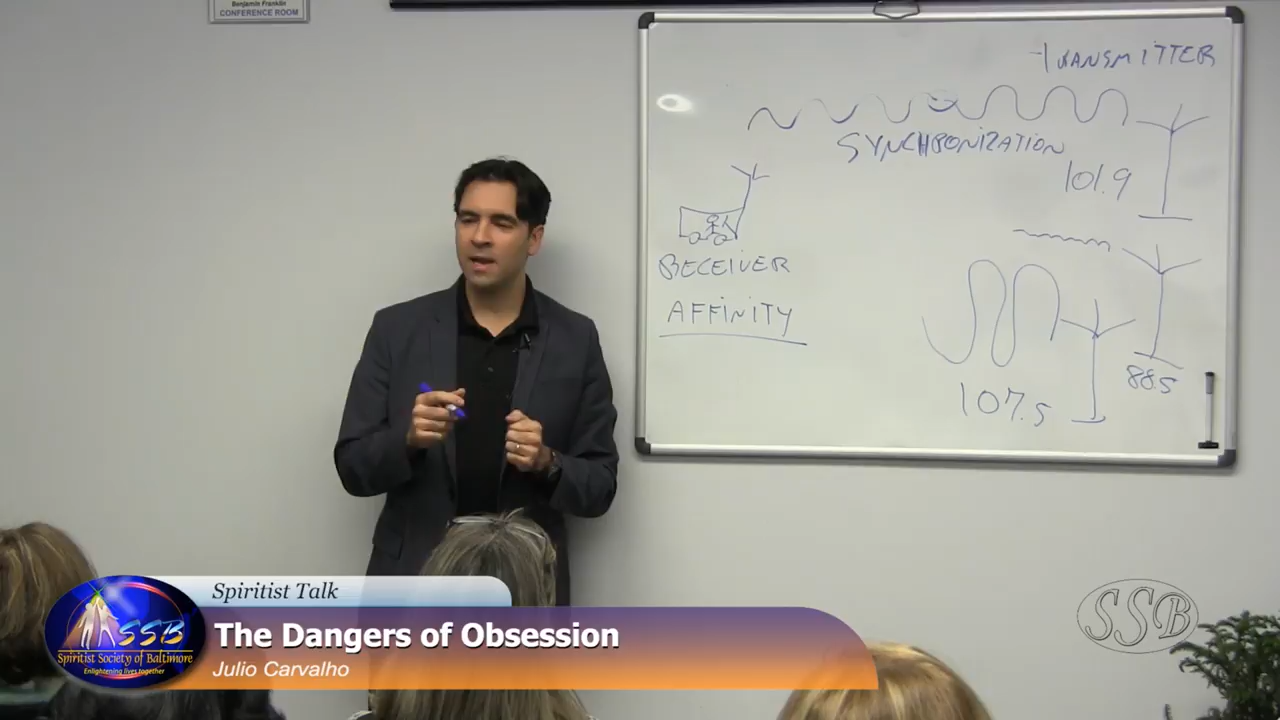 Benjamin Franklin
CONFERENCE ROOM
TRANSMITTER
SYNCHRONIZATION
101.9
RECEIVER
AFFINITY
88.5
107.5
Spiritist Talk
The Dangers of Obsession
Julio Carvalho
SSB
Spiritist Society of Baltimore
Enlightening lives together
SSB